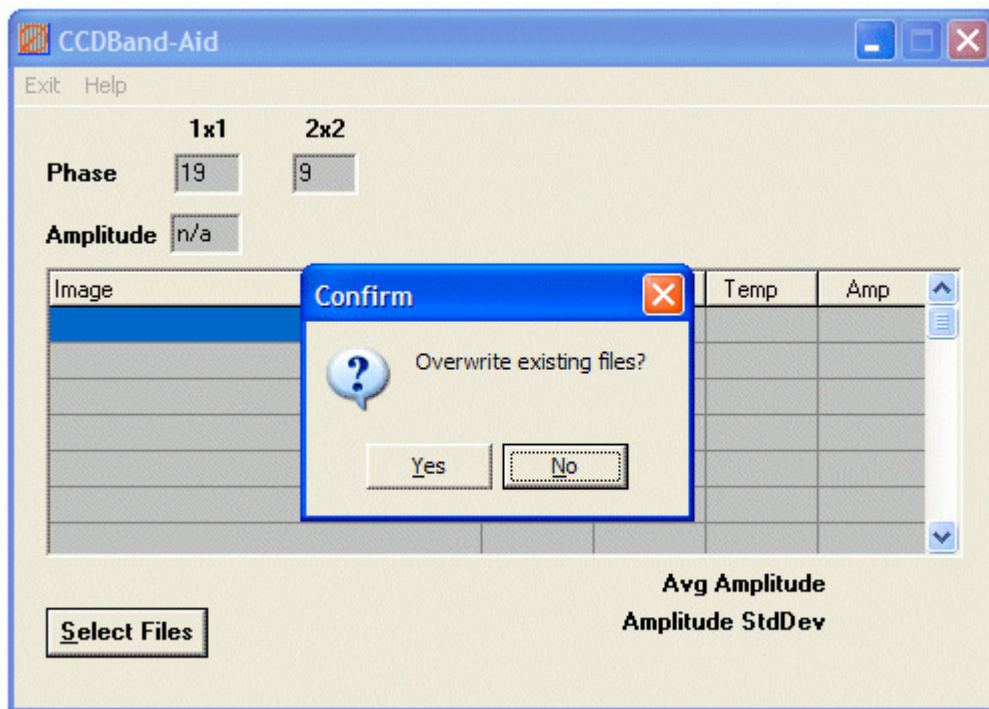 CCDBand-Aid
Exit Help
1x1 2x2
Phase 19 9
Amplitude n/a
Image Temp Amp
Confirm
Overwrite existing files?
Yes No
Avg Amplitude
Amplitude StdDev
Select Files